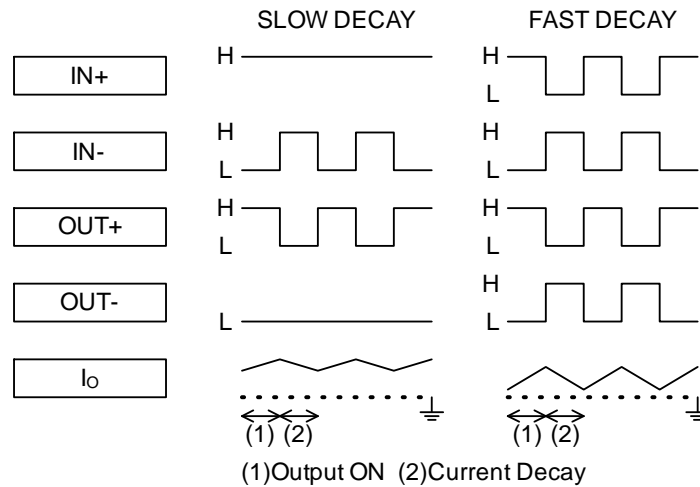 SLOW DECAY FAST DECAY
IN+ H H
L
IN- H H
L L
OUT+ H H
L L
OUT- H
L L
IO
(1) (2) (1) (2)
(1)Output ON (2)Current Decay